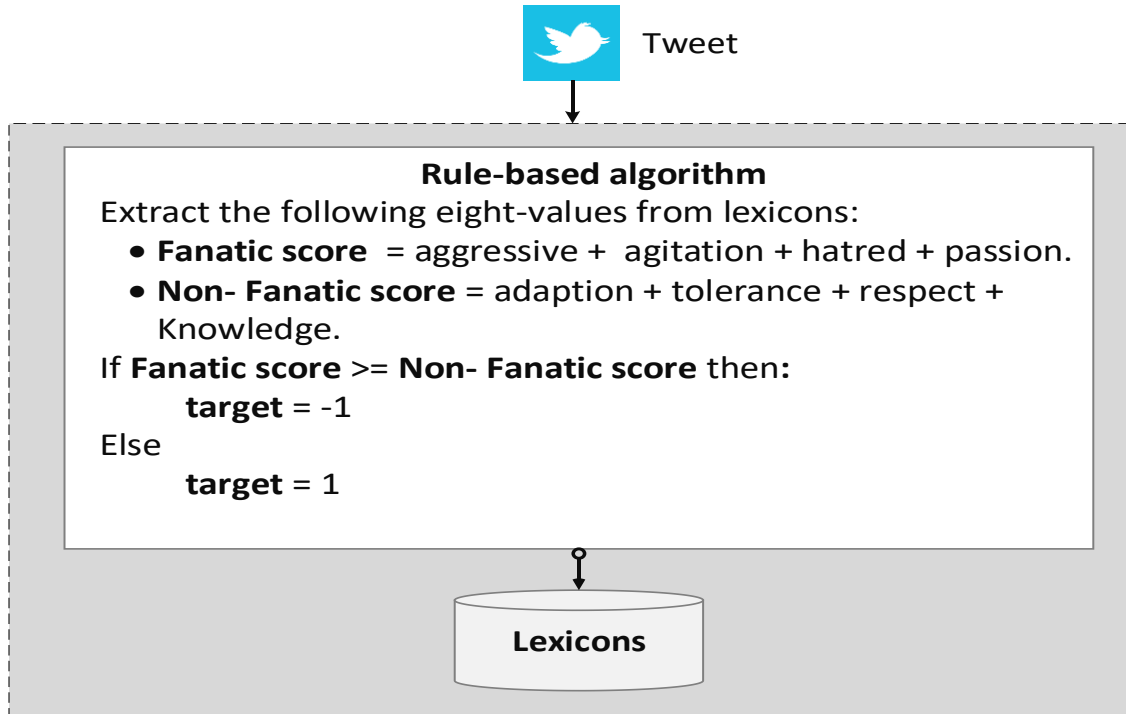 Tweet
Rule-based algorithm
Extract the following eight-values from lexicons:
• Fanatic score = aggressive + agitation + hatred + passion.
• Non- Fanatic score = adaption + tolerance + respect +
Knowledge.
If Fanatic score >= Non- Fanatic score then:
target = -1
Else
target = 1
Lexicons